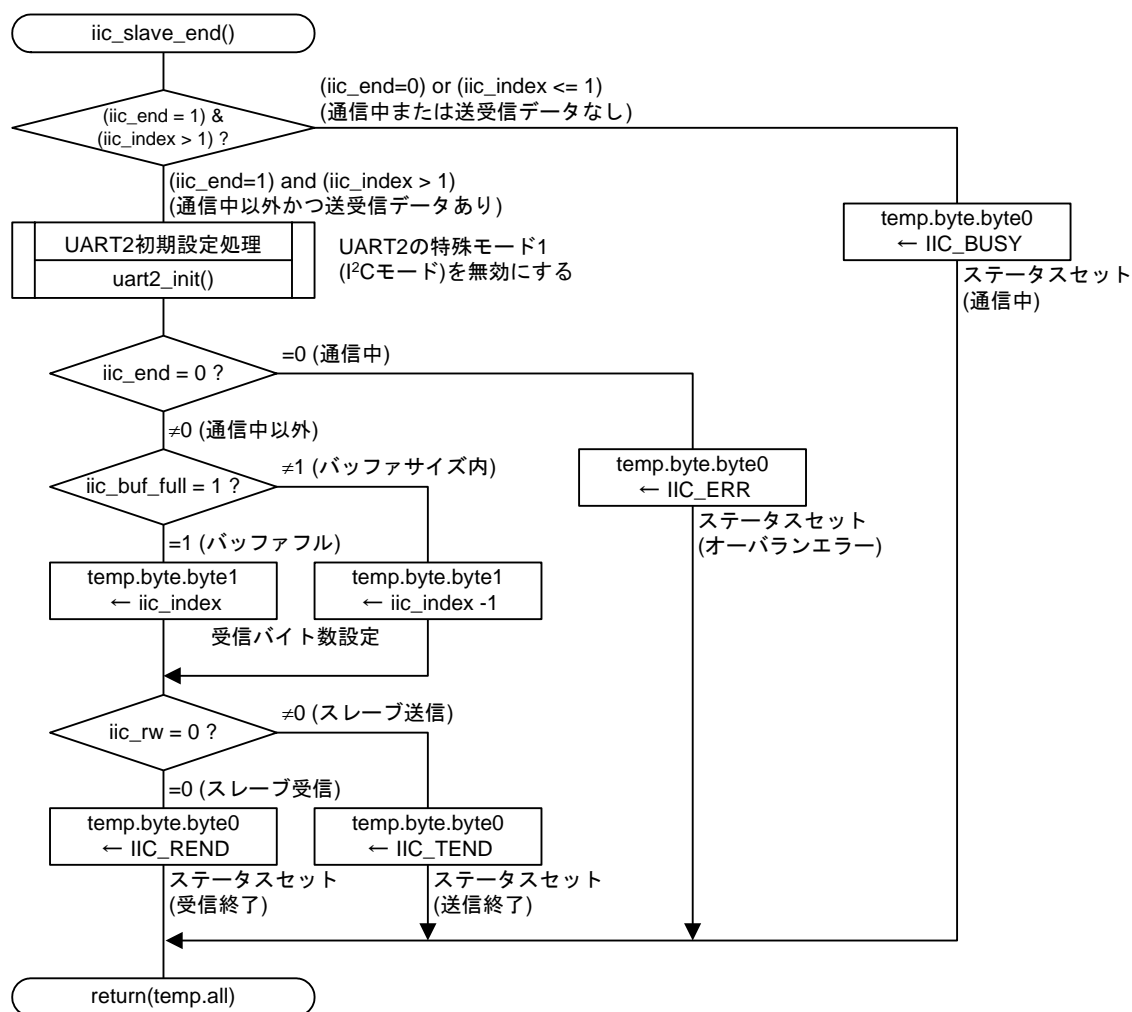 iic_slave_end()
(iic_end=0) or (iic_index <= 1)
(通信中または送受信データなし)
(iic_end = 1) &
(iic_index > 1) ?
(iic_end=1) and (iic_index > 1)
(通信中以外かつ送受信データあり)
temp.byte.byte0
← IIC_BUSY
ステータスセット
(通信中)
UART2初期設定処理
uart2_init()
UART2の特殊モード1
(I²Cモード)を無効にする
iic_end = 0 ?
=0 (通信中)
≠0 (通信中以外)
temp.byte.byte0
← IIC_ERR
ステータスセット
(オーバランエラー)
iic_buf_full = 1 ?
≠1 (バッファサイズ内)
=1 (バッファフル)
temp.byte.byte1
← iic_index
temp.byte.byte1
← iic_index -1
受信バイト数設定
iic_rw = 0 ?
≠0 (スレーブ送信)
=0 (スレーブ受信)
temp.byte.byte0
← IIC_REND
temp.byte.byte0
← IIC_TEND
ステータスセット
(受信終了)
ステータスセット
(送信終了)
return(temp.all)